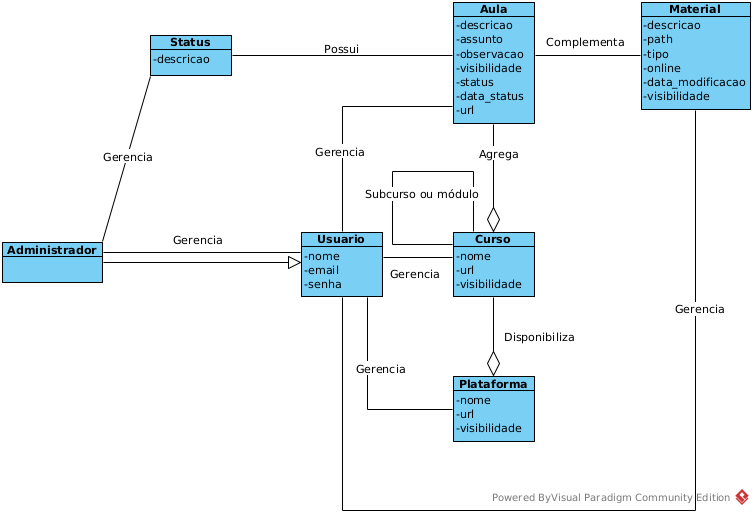 Aula
-descricao
-assunto
-observacao
-visibilidade
-status
-data_status
-url
Material
-descricao
-path
-tipo
-online
-data_modificacao
-visibilidade
Status
-descricao
Possui
Complementa
Gerencia
Gerencia
Agrega
Subcurso ou módulo
Administrador
Gerencia
Usuario
-nome
-email
-senha
Curso
-nome
-url
-visibilidade
Gerencia
Gerencia
Disponibiliza
Gerencia
Plataforma
-nome
-url
-visibilidade
Powered ByVisual Paradigm Community Edition